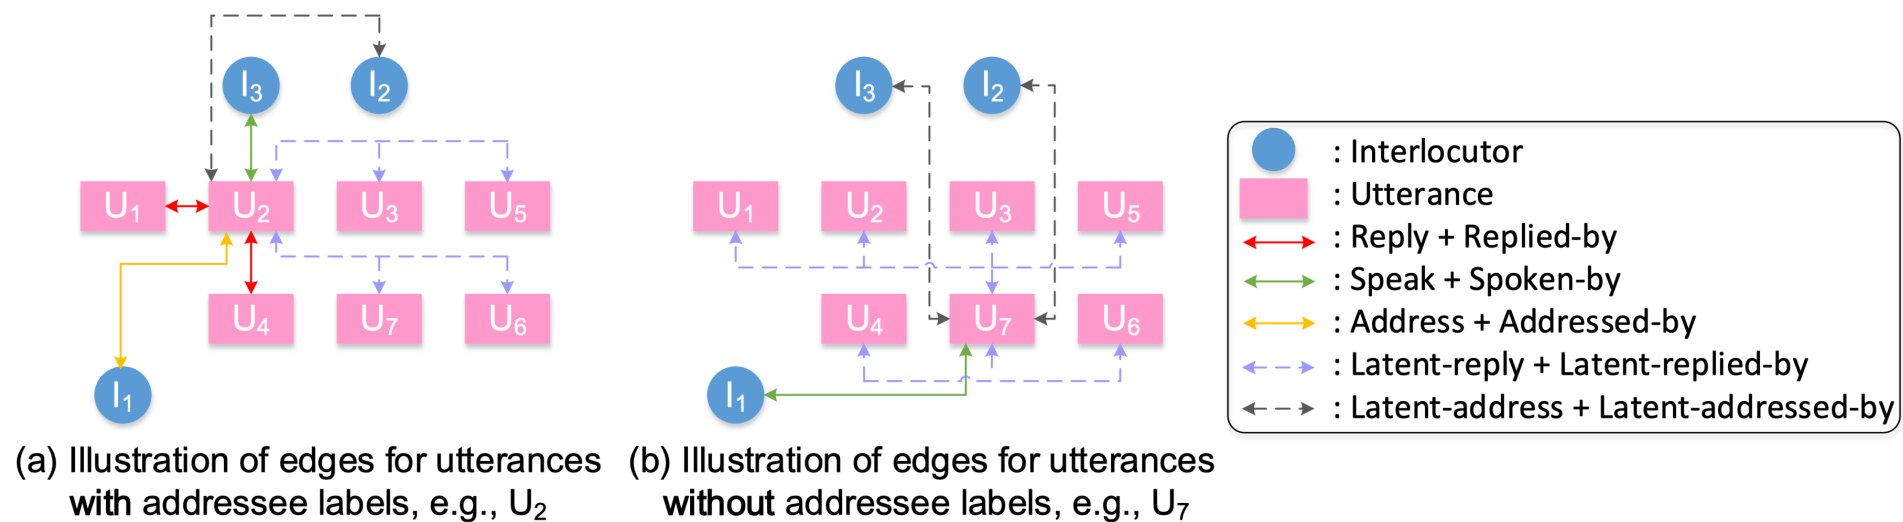 I3 I2
U1 U2 U3 U5
U4 U7 U6
I1
(a) Illustration of edges for utterances
with addressee labels, e.g., U2
I3 I2
U1 U2 U3 U5
U4 U7 U6
I1
(b) Illustration of edges for utterances
without addressee labels, e.g., U7
: Interlocutor
: Utterance
: Reply + Replied-by
: Speak + Spoken-by
: Address + Addressed-by
: Latent-reply + Latent-replied-by
: Latent-address + Latent-addressed-by